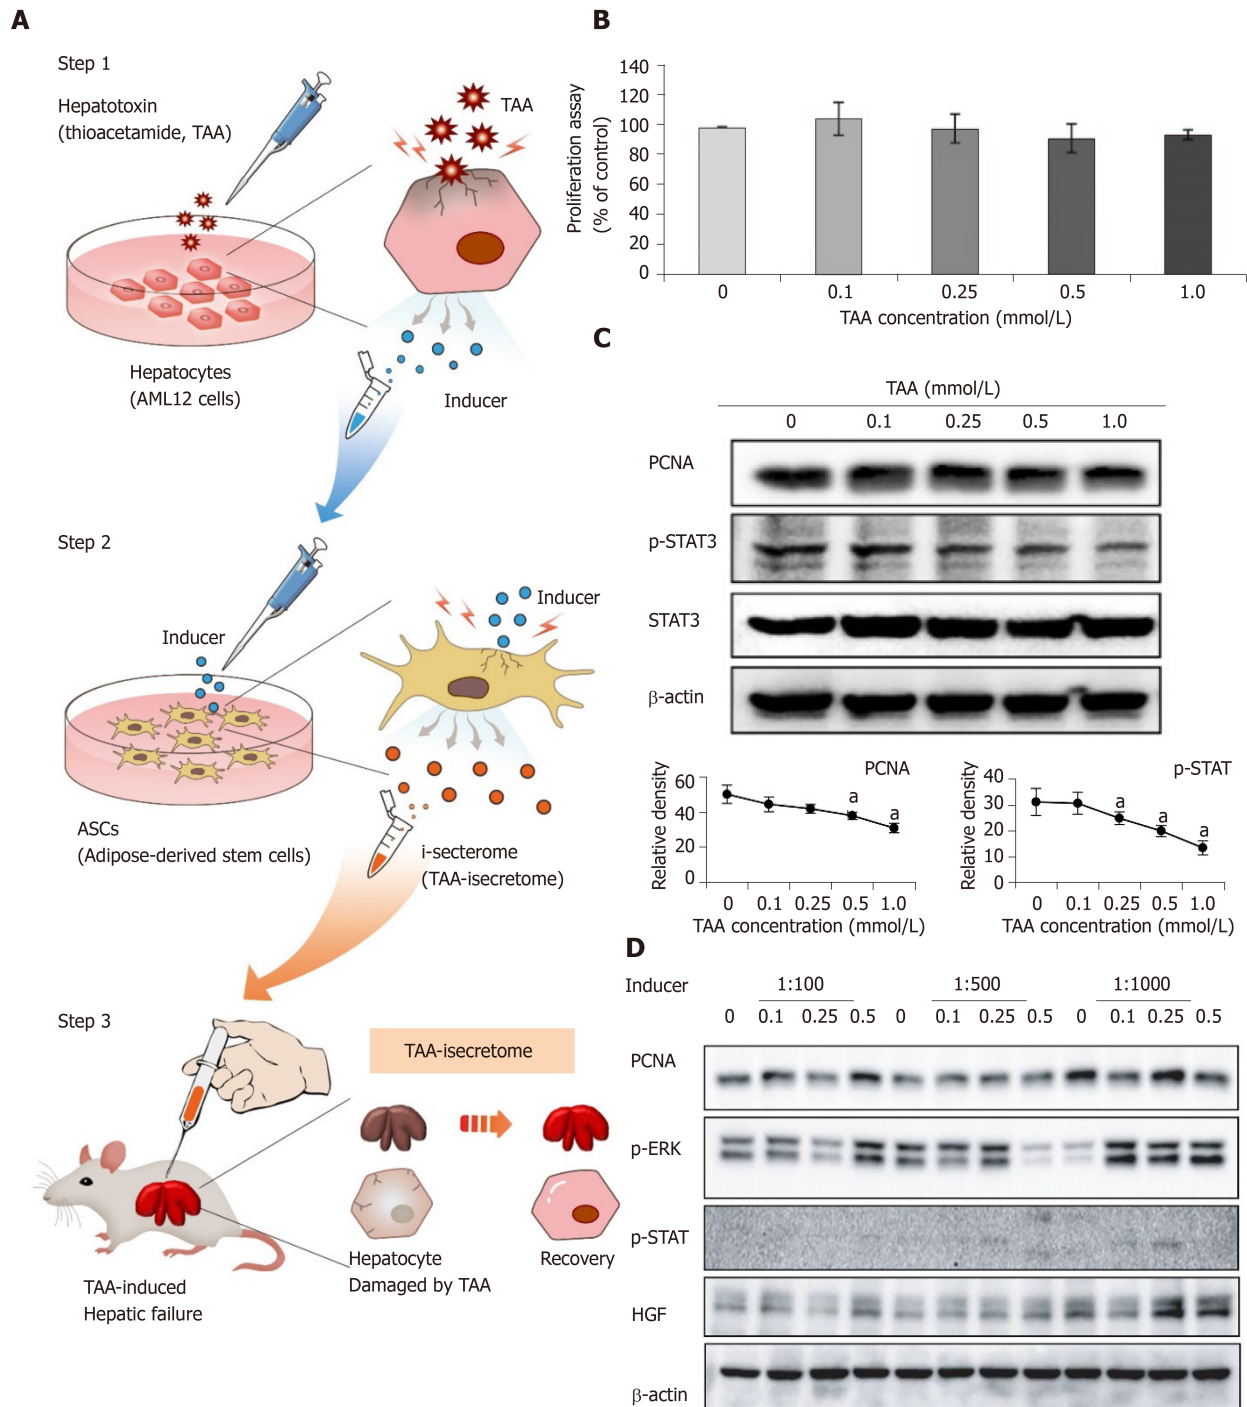 A
Step 1
Hepatotoxin
(thioacetamide, TAA)
TAA
Hepatocytes
(AML12 cells)
Inducer
Step 2
Inducer
Inducer
ASCs
(Adipose-derived stem cells)
i-secterome
(TAA-isecretome)
Step 3
TAA-isecretome
TAA-induced
Hepatic failure
Hepatocyte
Damaged by TAA
Recovery
B
Proliferation assay
(% of control)
140
120
100
80
60
40
20
0
0 0.1 0.25 0.5 1.0
TAA concentration (mmol/L)
C
TAA (mmol/L)
0 0.1 0.25 0.5 1.0
PCNA
p-STAT3
STAT3
β-actin
PCNA
Relative density
60
40
20
0
a a
0 0.1 0.25 0.5 1.0
TAA concentration (mmol/L)
p-STAT
Relative density
40
30
20
10
0
a a a
0 0.1 0.25 0.5 1.0
TAA concentration (mmol/L)
D
Inducer 1:100 1:500 1:1000
0 0.1 0.25 0.5 0 0.1 0.25 0.5 0 0.1 0.25 0.5
PCNA
p-ERK
p-STAT
HGF
β-actin